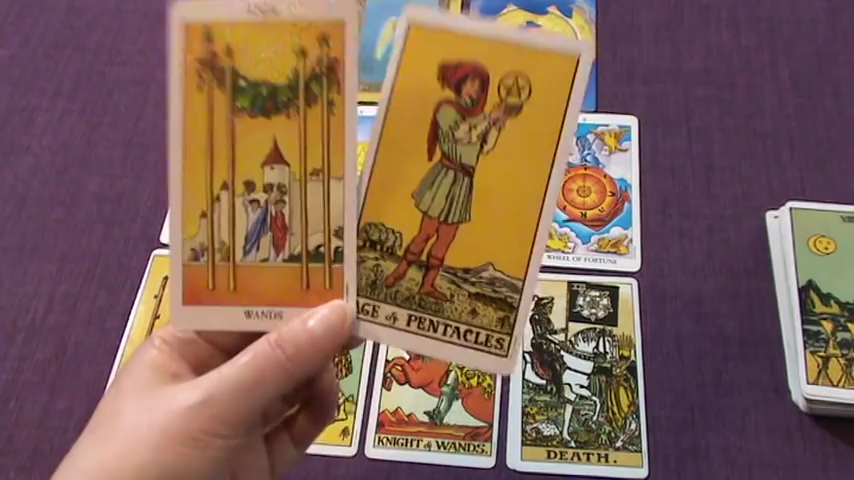 WANDS
AGE of PENTACLES.
WHEEL OF FORTUNE
KNIGHT of WANDS.
DEATH.